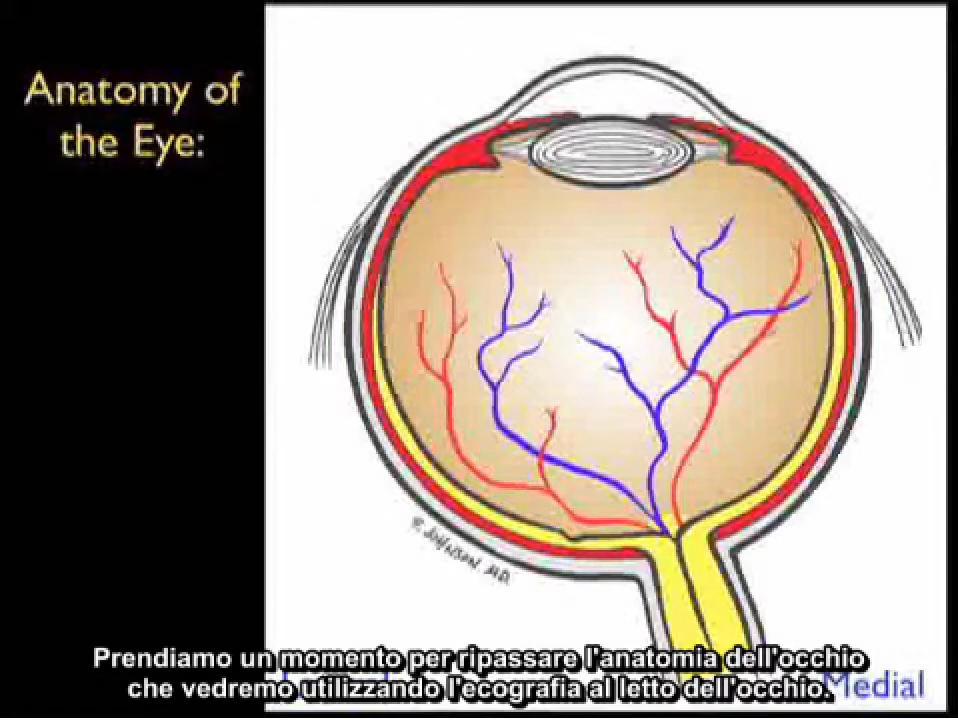 Anatomy of
the Eye:
R. JOHNSON M.D.
Prendiamo un momento per ripassare l'anatomia dell'occhio
che vedremo utilizzando l'ecografia al letto dell'occhio.
Medial